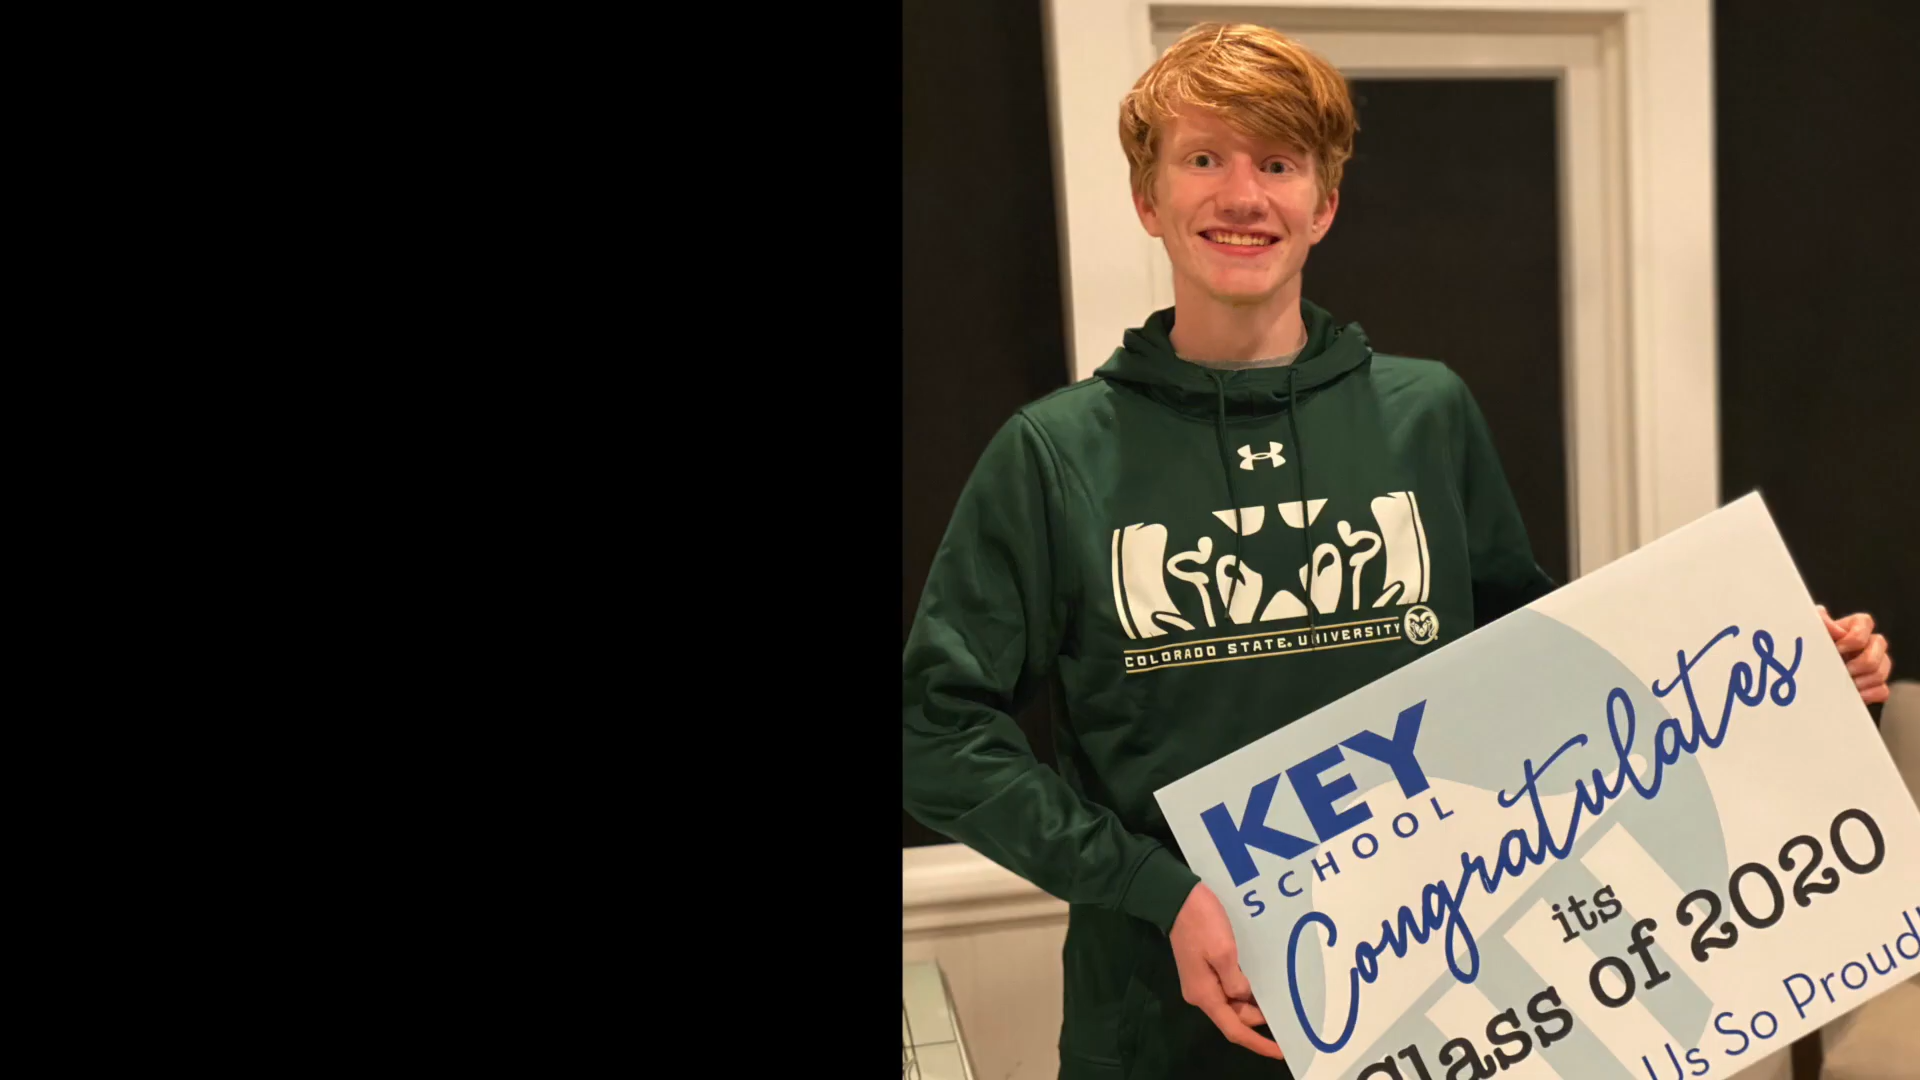 COLORADO STATE. UNIVERSITY
KEY
SCHOOL
Congratulates
its
Class of 2020
Us So Proud!